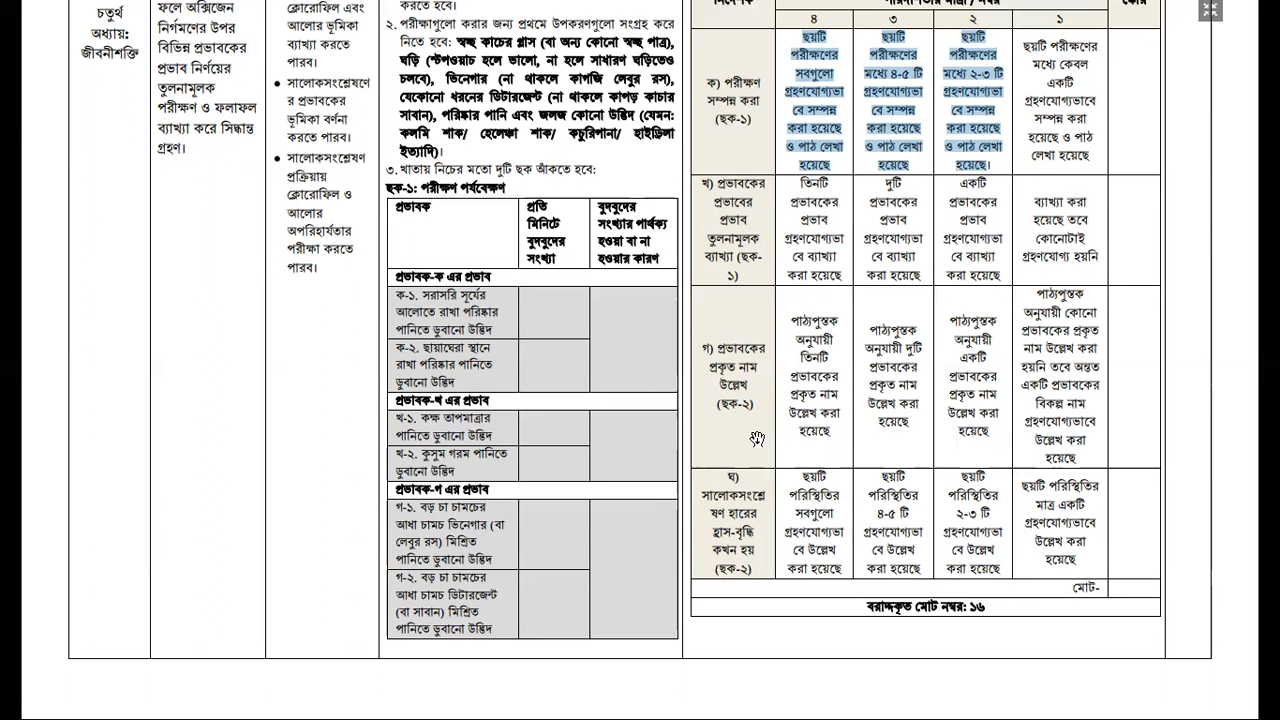 চতুর্থ
অধ্যায়:
জীবনীশক্তি
ফলে অক্সিজেন
নির্গমণের উপর
বিভিন্ন প্রভাবকের
প্রভাব নির্ণয়ের
তুলনামূলক
পরীক্ষণ ও ফলাফল
ব্যাখ্যা করে সিদ্ধান্ত
গ্রহণ।
ক্লোরোফিল এবং
আলোর ভূমিকা
ব্যাখ্যা করতে
পারবে।
• সালোকসংশ্লেষণে
র প্রভাবকের
ভূমিকা বর্ণনা
করতে পারবে।
• সালোকসংশ্লেষণ
প্রক্রিয়ায়
ক্লোরোফিল ও
আলোর
অপরিহার্যতার
পরীক্ষা করতে
পারবে।
করতে হবে।
২. পরীক্ষাগুলো করার জন্য প্রথমে উপকরণগুলো সংগ্রহ করে
নিতে হবে: স্বচ্ছ কাচের গ্লাস (বা অন্য কোনো স্বচ্ছ পাত্র),
ঘড়ি (স্টপওয়াচ হলে ভালো, না হলে সাধারণ ঘড়িতেও
চলবে), ভিনেগার (না থাকলে কাগজি লেবুর রস),
যেকোনো ধরনের ডিটারজেন্ট (না থাকলে কাপড় কাচার
সাবান), পরিষ্কার পানি এবং জলজ কোনো উদ্ভিদ (যেমন:
কলমি শাক/ হেলেঞ্চা শাক/ কচুরিপানা/ হাইড্রিলা
ইত্যাদি)।
৩. খাতায় নিচের মতো দুটি ছক আঁকতে হবে:
ছক-১: পরীক্ষণ পর্যবেক্ষণ
প্রভাবক
প্রতি
মিনিটে
বুদবুদের
সংখ্যা
বুদবুদের
সংখ্যার পার্থক্য
হওয়া বা না
হওয়ার কারণ
প্রভাবক-ক এর প্রভাব
ক-১. সরাসরি সূর্যের
আলোতে রাখা পরিষ্কার
পানিতে ডুবানো উদ্ভিদ
ক-২. ছায়াঘেরা স্থানে
রাখা পরিষ্কার পানিতে
ডুবানো উদ্ভিদ
প্রভাবক-খ এর প্রভাব
খ-১. কক্ষ তাপমাত্রার
পানিতে ডুবানো উদ্ভিদ
খ-২. কুসুম গরম পানিতে
ডুবানো উদ্ভিদ
প্রভাবক-গ এর প্রভাব
গ-১. বড় চা চামচের
আধা চামচ ভিনেগার (বা
লেবুর রস) মিশ্রিত
পানিতে ডুবানো উদ্ভিদ
গ-২. বড় চা চামচের
আধা চামচ ডিটারজেন্ট
(বা সাবান) মিশ্রিত
পানিতে ডুবানো উদ্ভিদ
৪
৩
২
১
ক) পরীক্ষণ
সম্পন্ন করা
(ছক-১)
ছয়টি
পরীক্ষণের
সবগুলো
গ্রহণযোগ্যভা
বে সম্পন্ন
করা হয়েছে
ও পাঠ লেখা
হয়েছে
ছয়টি
পরীক্ষণের
মধ্যে ৪-৫ টি
গ্রহণযোগ্যভা
বে সম্পন্ন
করা হয়েছে
ও পাঠ লেখা
হয়েছে
ছয়টি
পরীক্ষণের
মধ্যে ২-৩ টি
গ্রহণযোগ্যভা
বে সম্পন্ন
করা হয়েছে
ও পাঠ লেখা
হয়েছে।
ছয়টি পরীক্ষণের
মধ্যে কেবল
একটি
গ্রহণযোগ্যভাবে
সম্পন্ন করা
হয়েছে ও পাঠ
লেখা হয়েছে
খ) প্রভাবকের
প্রভাবের
প্রভাব
তুলনামূলক
ব্যাখ্যা (ছক-
১)
তিনটি
প্রভাবকের
প্রভাব
গ্রহণযোগ্যভা
বে ব্যাখ্যা
করা হয়েছে
দুটি
প্রভাবকের
প্রভাব
গ্রহণযোগ্যভা
বে ব্যাখ্যা
করা হয়েছে
একটি
প্রভাবকের
প্রভাব
গ্রহণযোগ্যভা
বে ব্যাখ্যা
করা হয়েছে
ব্যাখ্যা করা
হয়েছে তবে
কোনোটাই
গ্রহণযোগ্য হয়নি
গ) প্রভাবকের
প্রকৃত নাম
উল্লেখ
(ছক-২)
পাঠ্যপুস্তক
অনুযায়ী
তিনটি
প্রভাবকের
প্রকৃত নাম
উল্লেখ করা
হয়েছে
পাঠ্যপুস্তক
অনুযায়ী দুটি
প্রভাবকের
প্রকৃত নাম
উল্লেখ করা
হয়েছে
পাঠ্যপুস্তক
অনুযায়ী
একটি
প্রভাবকের
প্রকৃত নাম
উল্লেখ করা
হয়েছে
পাঠ্যপুস্তক
অনুযায়ী কোনো
প্রভাবকের প্রকৃত
নাম উল্লেখ করা
হয়নি তবে অন্তত
একটি প্রভাবকের
বিকল্প নাম
গ্রহণযোগ্যভাবে
উল্লেখ করা
হয়েছে
ঘ)
সালোকসংশ্লে
ষণ হারের
হ্রাস-বৃদ্ধি
কখন হয়
(ছক-২)
ছয়টি
পরিস্থিতির
সবগুলো
গ্রহণযোগ্যভা
বে উল্লেখ
করা হয়েছে
ছয়টি
পরিস্থিতির
৪-৫ টি
গ্রহণযোগ্যভা
বে উল্লেখ
করা হয়েছে
ছয়টি
পরিস্থিতির
২-৩ টি
গ্রহণযোগ্যভা
বে উল্লেখ
করা হয়েছে
ছয়টি পরিস্থিতির
মাত্র একটি
গ্রহণযোগ্যভাবে
উল্লেখ করা
হয়েছে
মোট-
বরাদ্দকৃত মোট নম্বর: ১৬